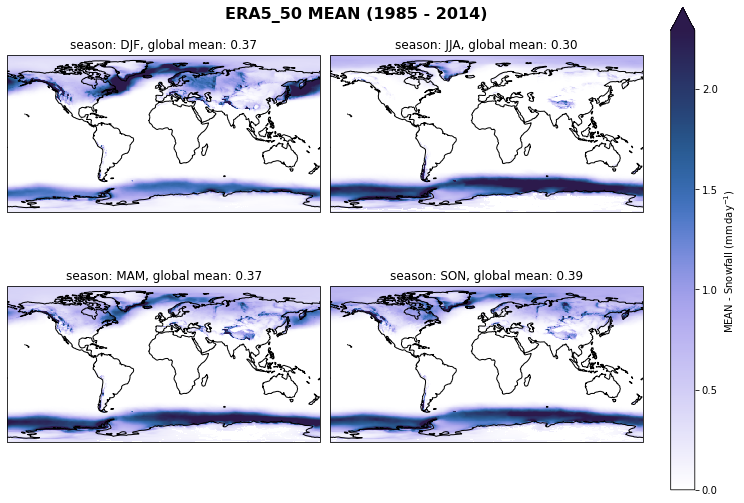 ERA5_50 MEAN (1985 - 2014)
season: DJF, global mean: 0.37
season: JJA, global mean: 0.30
season: MAM, global mean: 0.37
season: SON, global mean: 0.39
2.0
1.5
1.0
0.5
0.0
MEAN - Snowfall (mm day⁻¹)